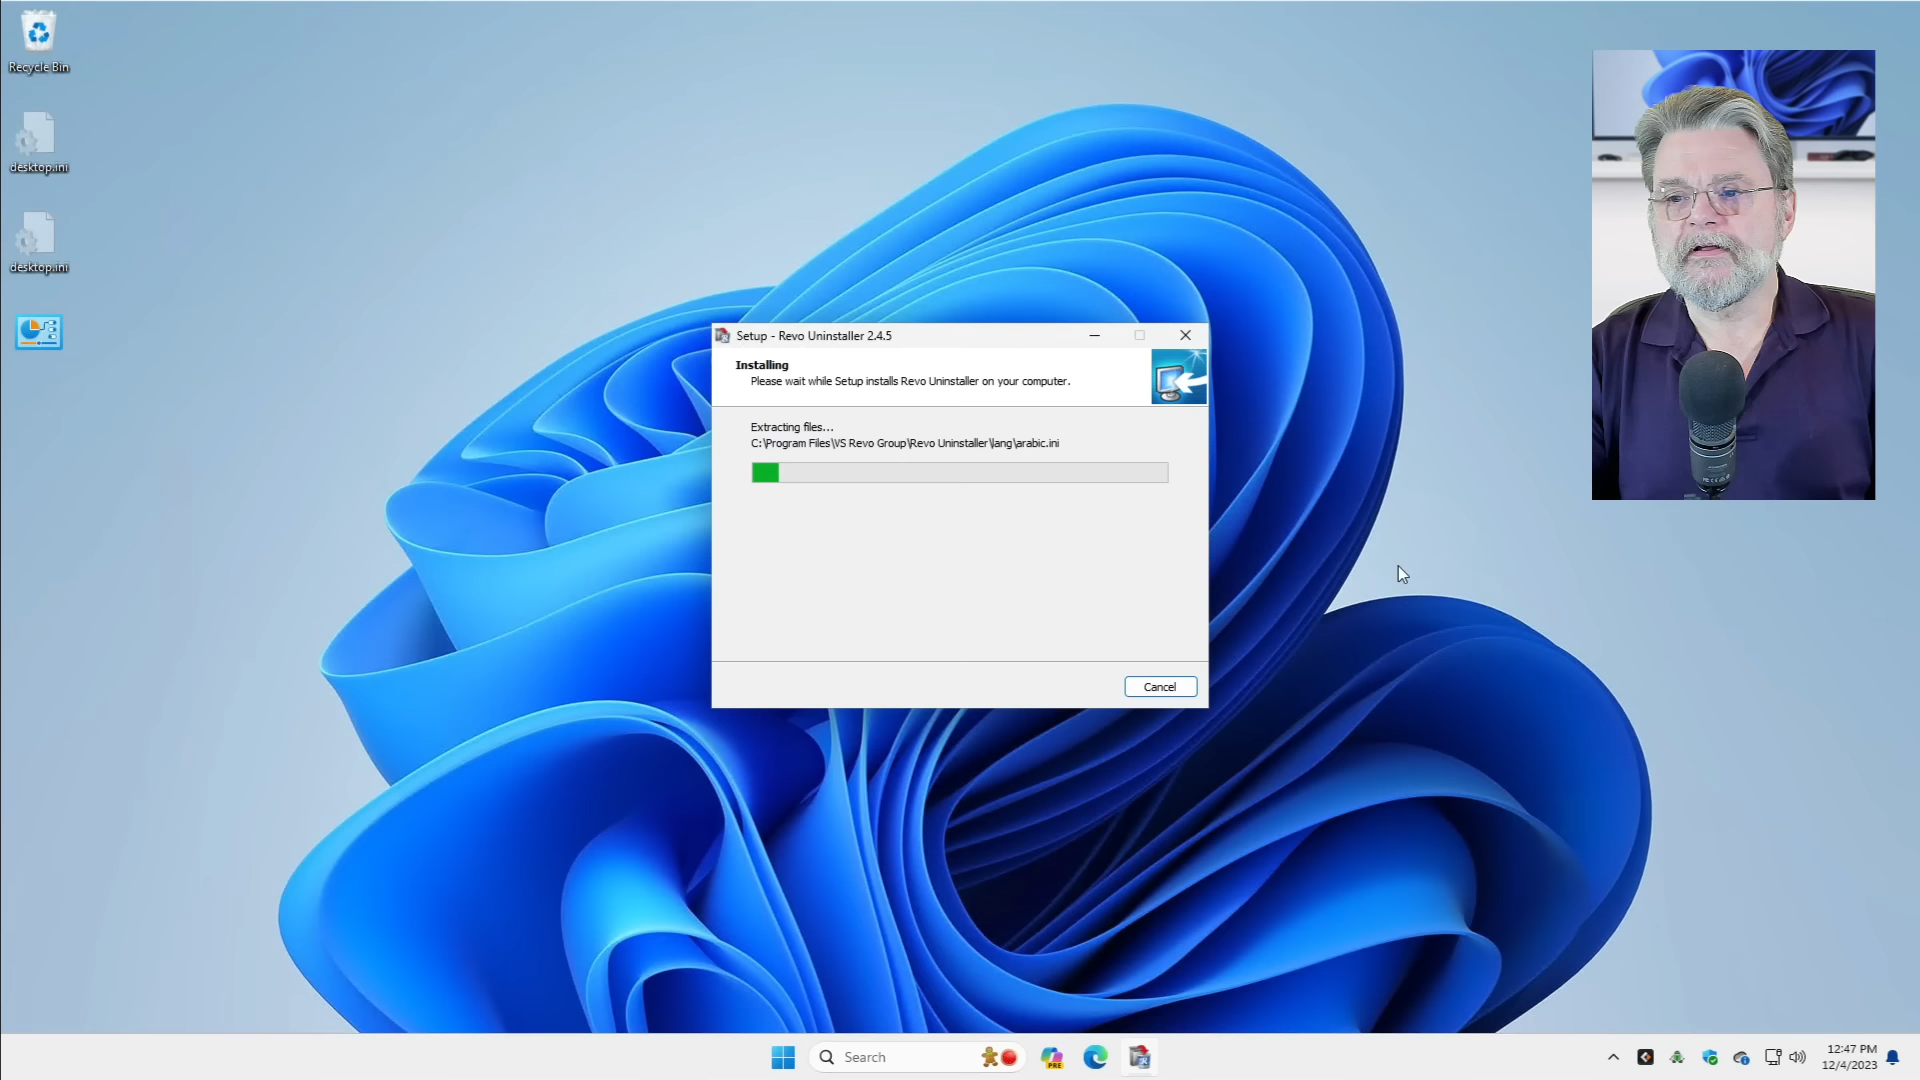 Recycle Bin
desktop.ini
desktop.ini
Setup - Revo Uninstaller 2.4.5
Installing
Please wait while Setup installs Revo Uninstaller on your computer.
Extracting files...
C:\Program Files\VS Revo Group\Revo Uninstaller\lang\arabic.ini
Cancel
Search
PRE
12:47 PM
12/4/2023